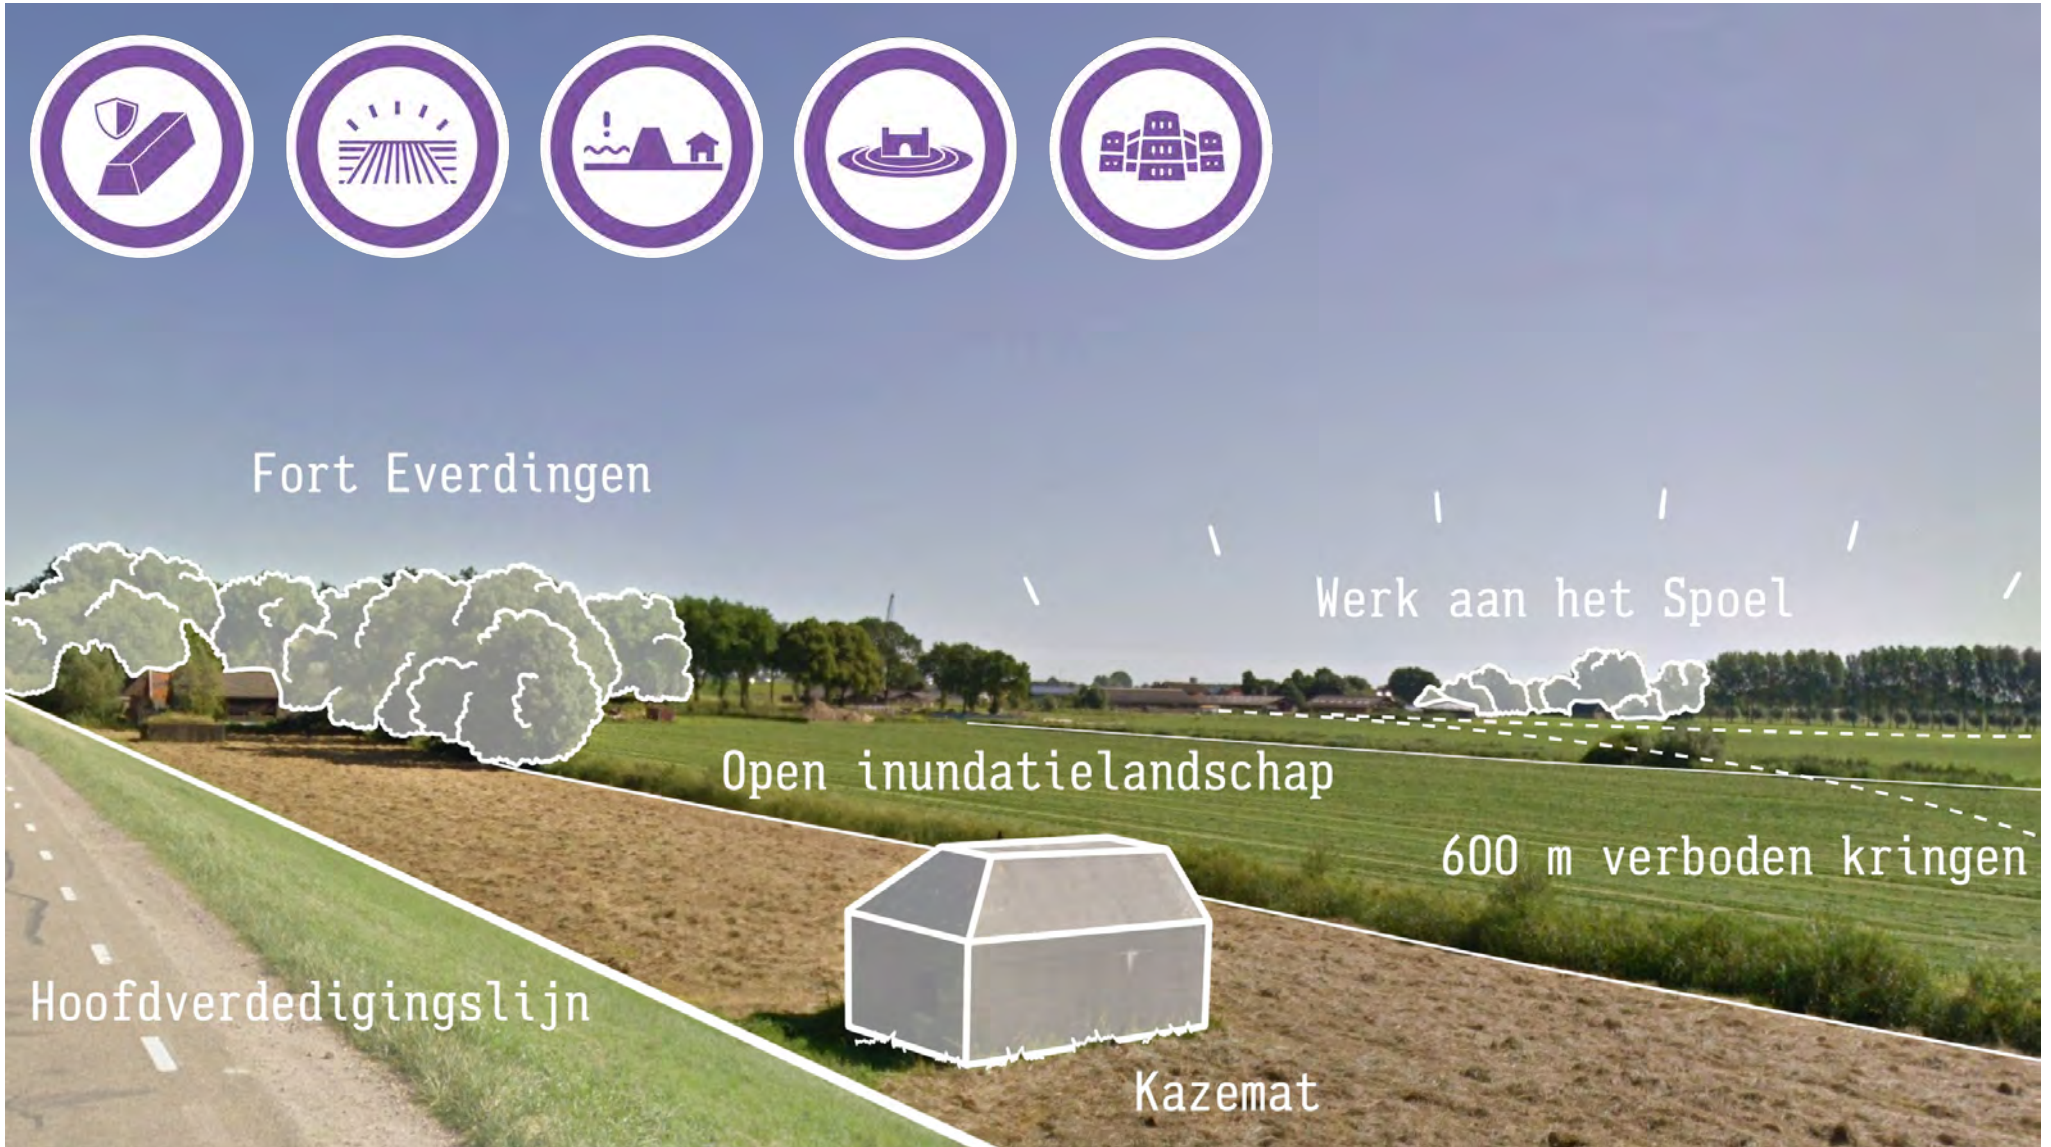 Fort Everdingen
Werk aan het Spoel
Open inundatielandschap
600 m verboden kringen
Hoofdverdedigingslijn
Kazemat